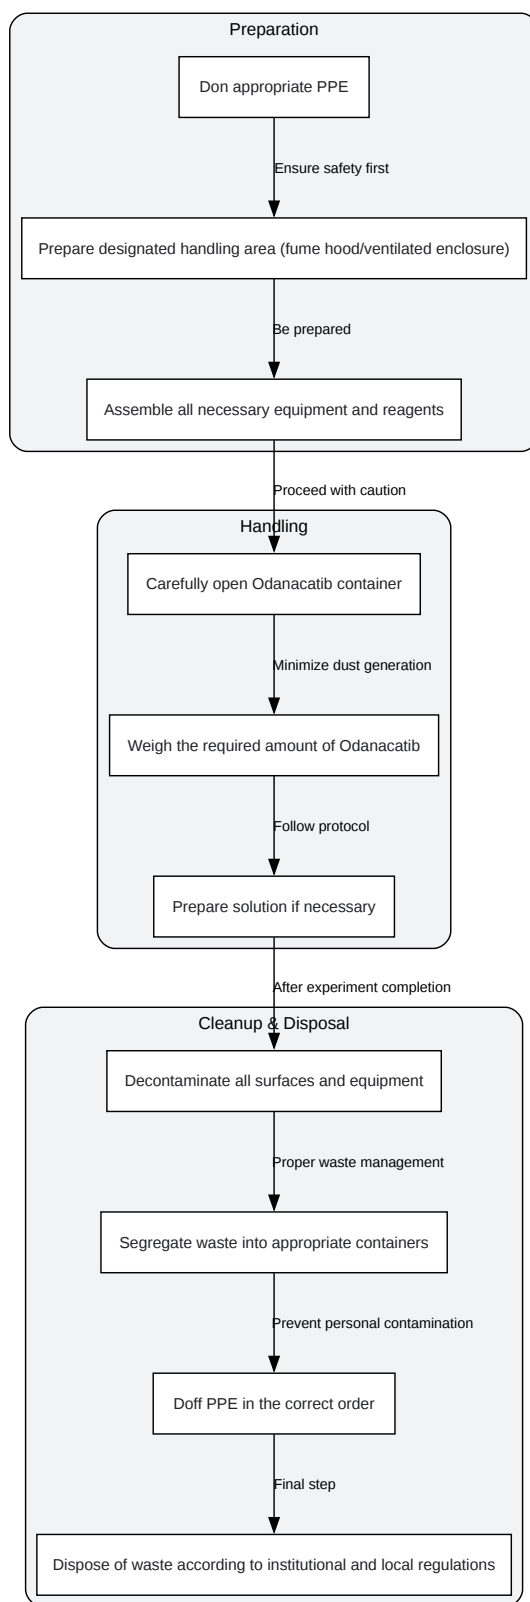 Preparation
Don appropriate PPE
Ensure safety first
Prepare designated handling area (fume hood/ventilated enclosure)
Be prepared
Assemble all necessary equipment and reagents
Proceed with caution
Handling
Carefully open Odanacatib container
Minimize dust generation
Weigh the required amount of Odanacatib
Follow protocol
Prepare solution if necessary
After experiment completion
Cleanup & Disposal
Decontaminate all surfaces and equipment
Proper waste management
Segregate waste into appropriate containers
Prevent personal contamination
Doff PPE in the correct order
Final step
Dispose of waste according to institutional and local regulations